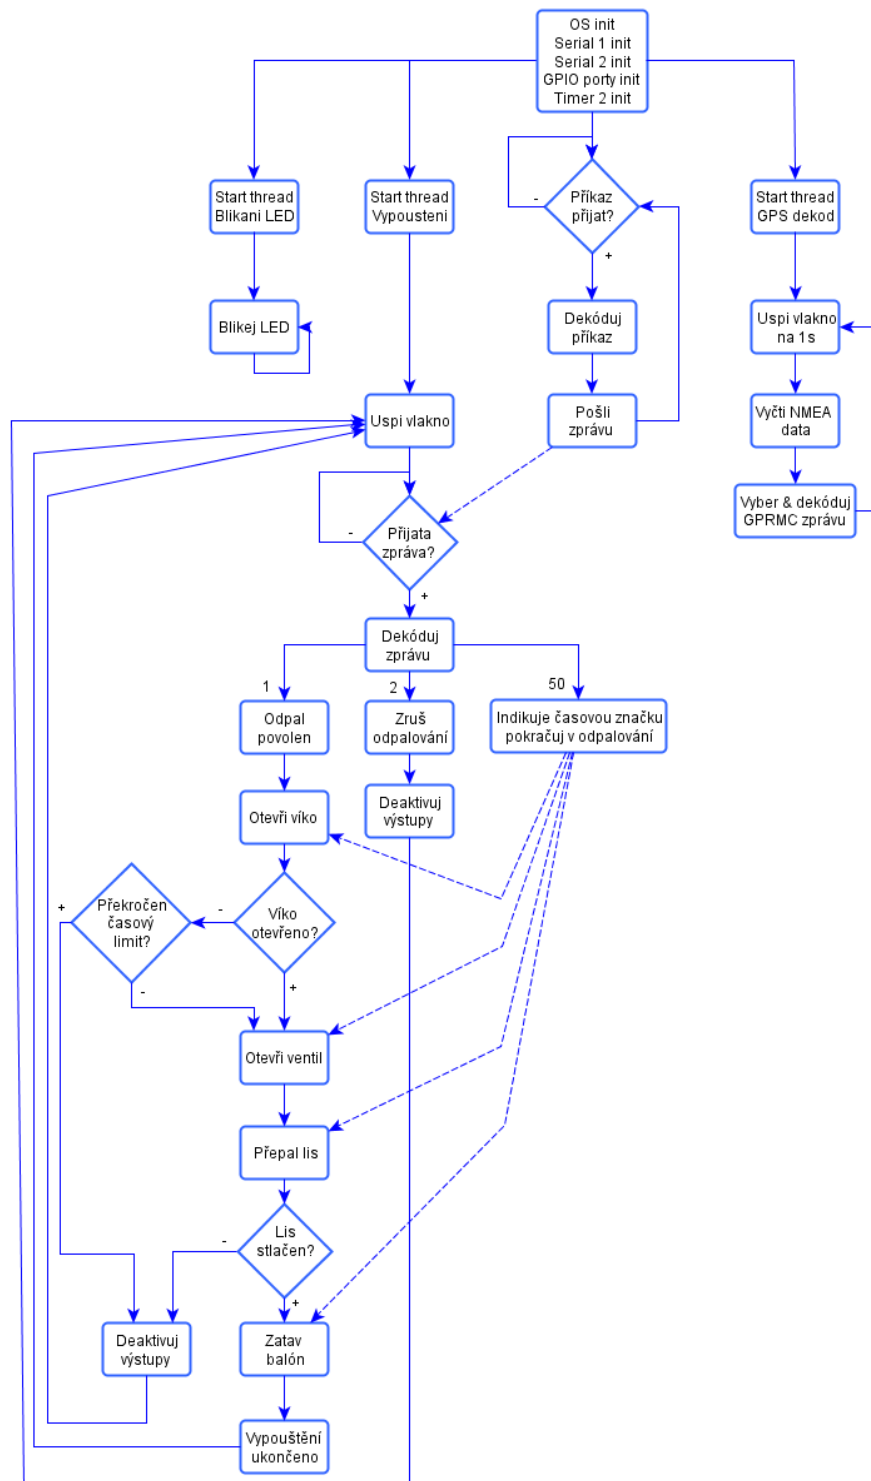 OS init
Serial 1 init
Serial 2 init
GPIO porty init
Timer 2 init
Start thread
Blikani LED
Start thread
Vypousteni
Příkaz
přijat?
-
+
Start thread
GPS dekod
Blikej LED
Dekóduj
příkaz
Uspi vlakno
na 1s
Uspi vlakno
Pošli
zprávu
Vyčti NMEA
data
Vyber & dekóduj
GPRMC zprávu
Přijata
zpráva?
-
+
Dekóduj
zprávu
1
2
50
Odpal
povolen
Zruš
odpalování
Indikuje časovou značku
pokračuj v odpalování
Otevři víko
Deaktivuj
výstupy
Překročen
časový
limit?
+
-
Víko
otevřeno?
-
+
Otevři ventil
Přepal lis
Lis
stlačen?
-
+
Deaktivuj
výstupy
Zatav
balón
Vypouštění
ukončeno